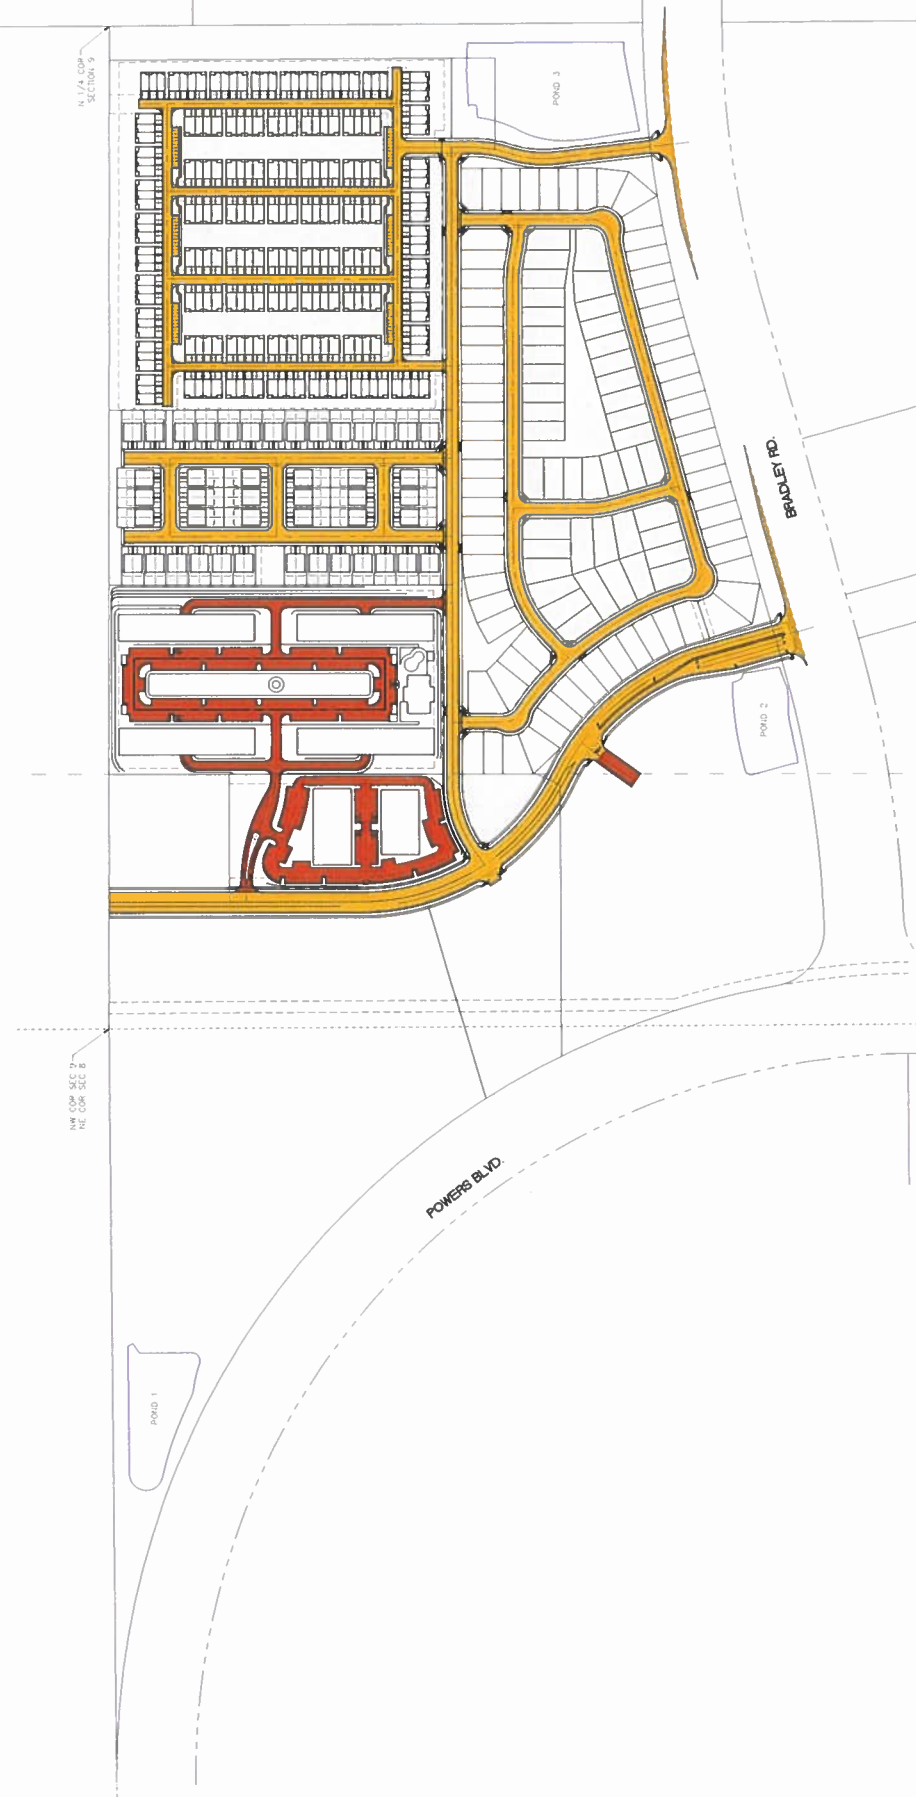 N 1/4 COR
SECTION 9
POND 3
BRADLEY RD.
POND 2
NW COR SEC 9
NE COR SEC 8
POWERS BLVD.
POND 1